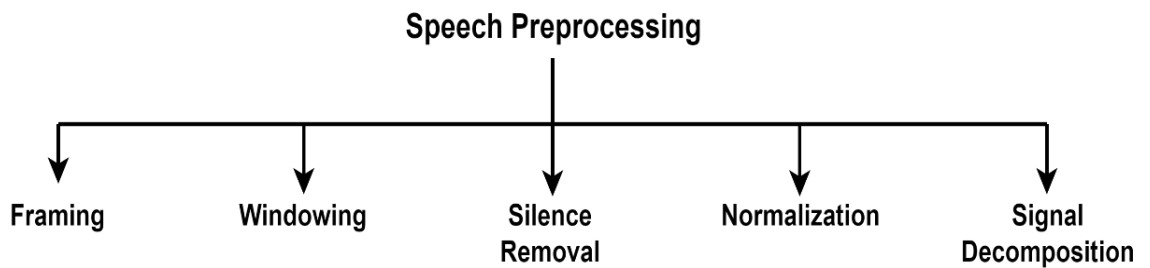 Speech Preprocessing
Framing
Windowing
Silence
Removal
Normalization
Signal
Decomposition